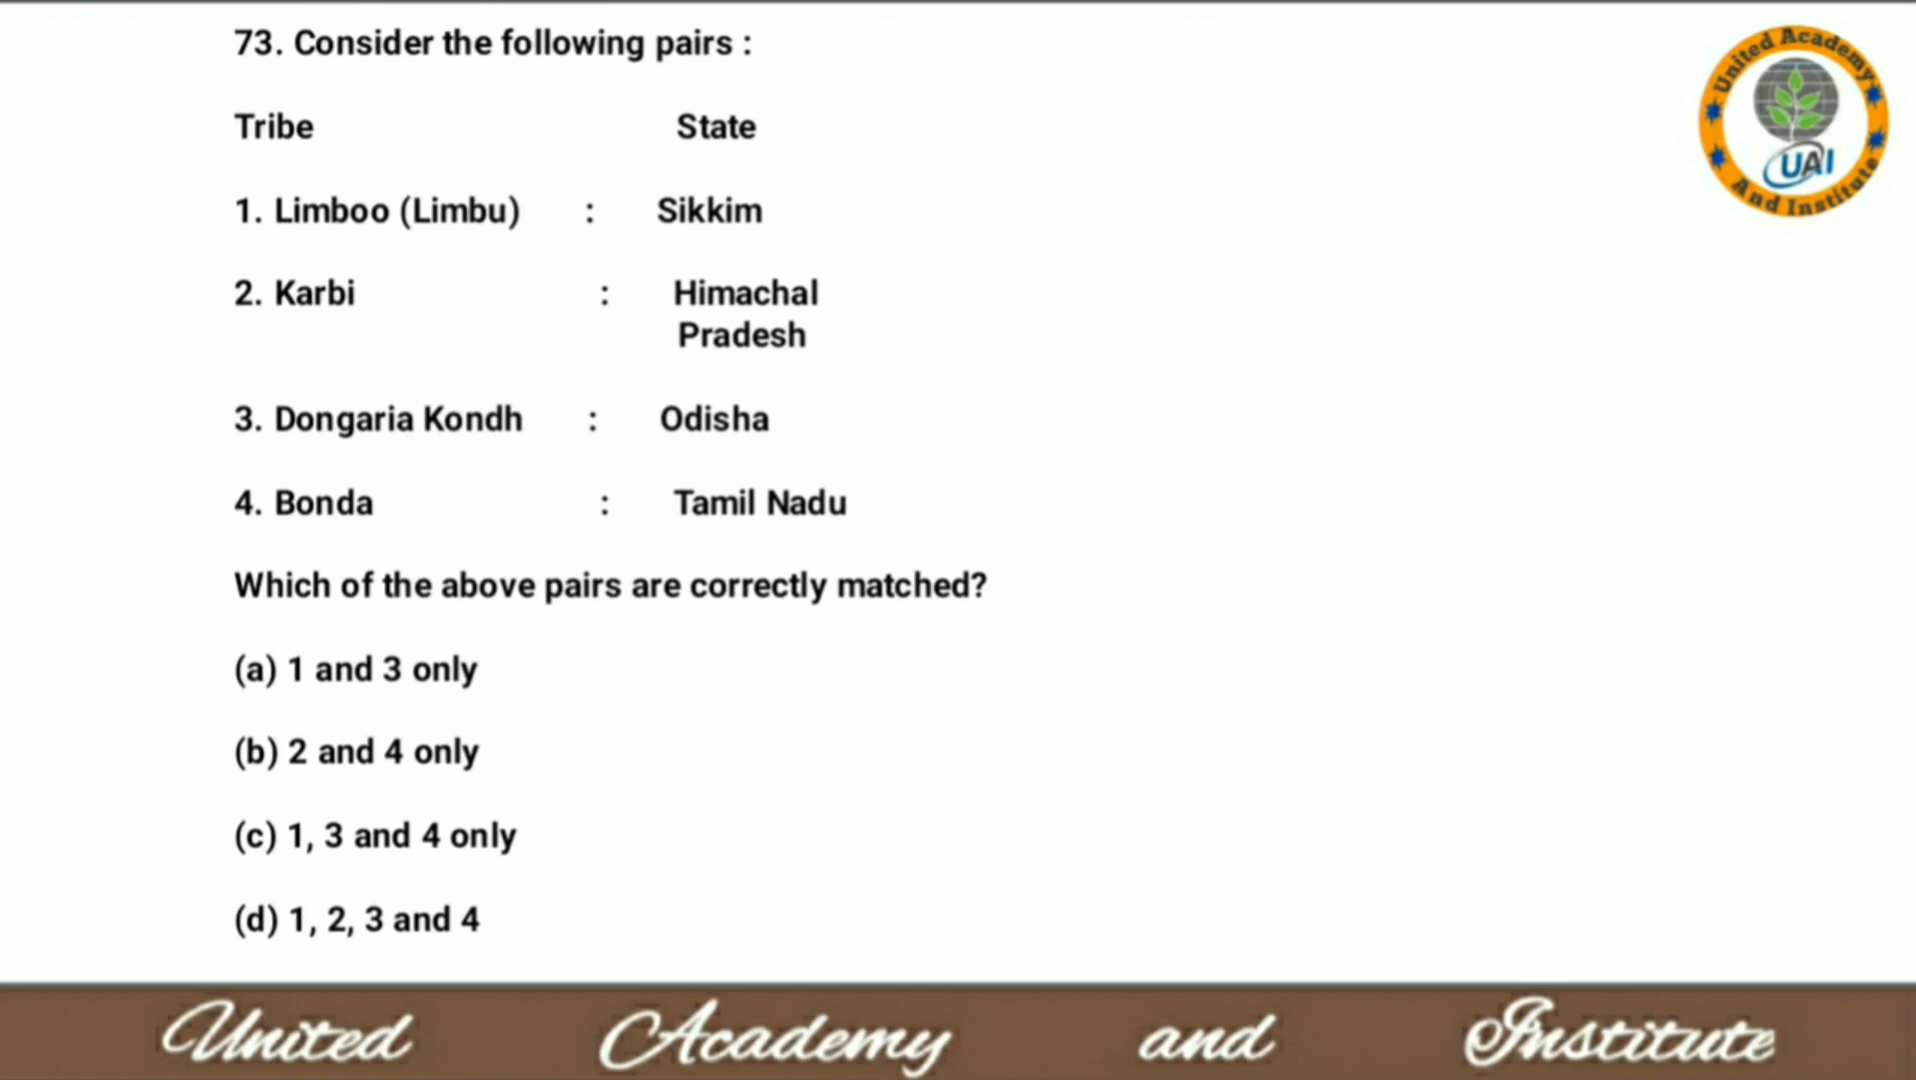 73. Consider the following pairs :
Tribe State
1. Limboo (Limbu) : Sikkim
2. Karbi : Himachal
Pradesh
3. Dongaria Kondh : Odisha
4. Bonda : Tamil Nadu
Which of the above pairs are correctly matched?
(a) 1 and 3 only
(b) 2 and 4 only
(c) 1, 3 and 4 only
(d) 1, 2, 3 and 4
United Academy
UAI
And Institute
United Academy and Institute